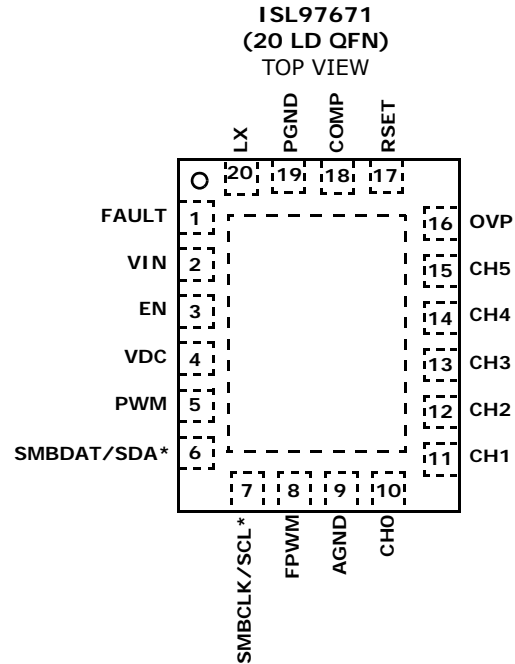 ISL97671
(20 LD QFN)
TOP VIEW
LX
PGND
COMP
RSET
20
19
18
17
FAULT 1
VIN 2
EN 3
VDC 4
PWM 5
SMBDAT/SDA* 6
16 OVP
15 CH5
14 CH4
13 CH3
12 CH2
11 CH1
7
8
9
10
SMBCLK/SCL*
FPWM
AGND
CH0